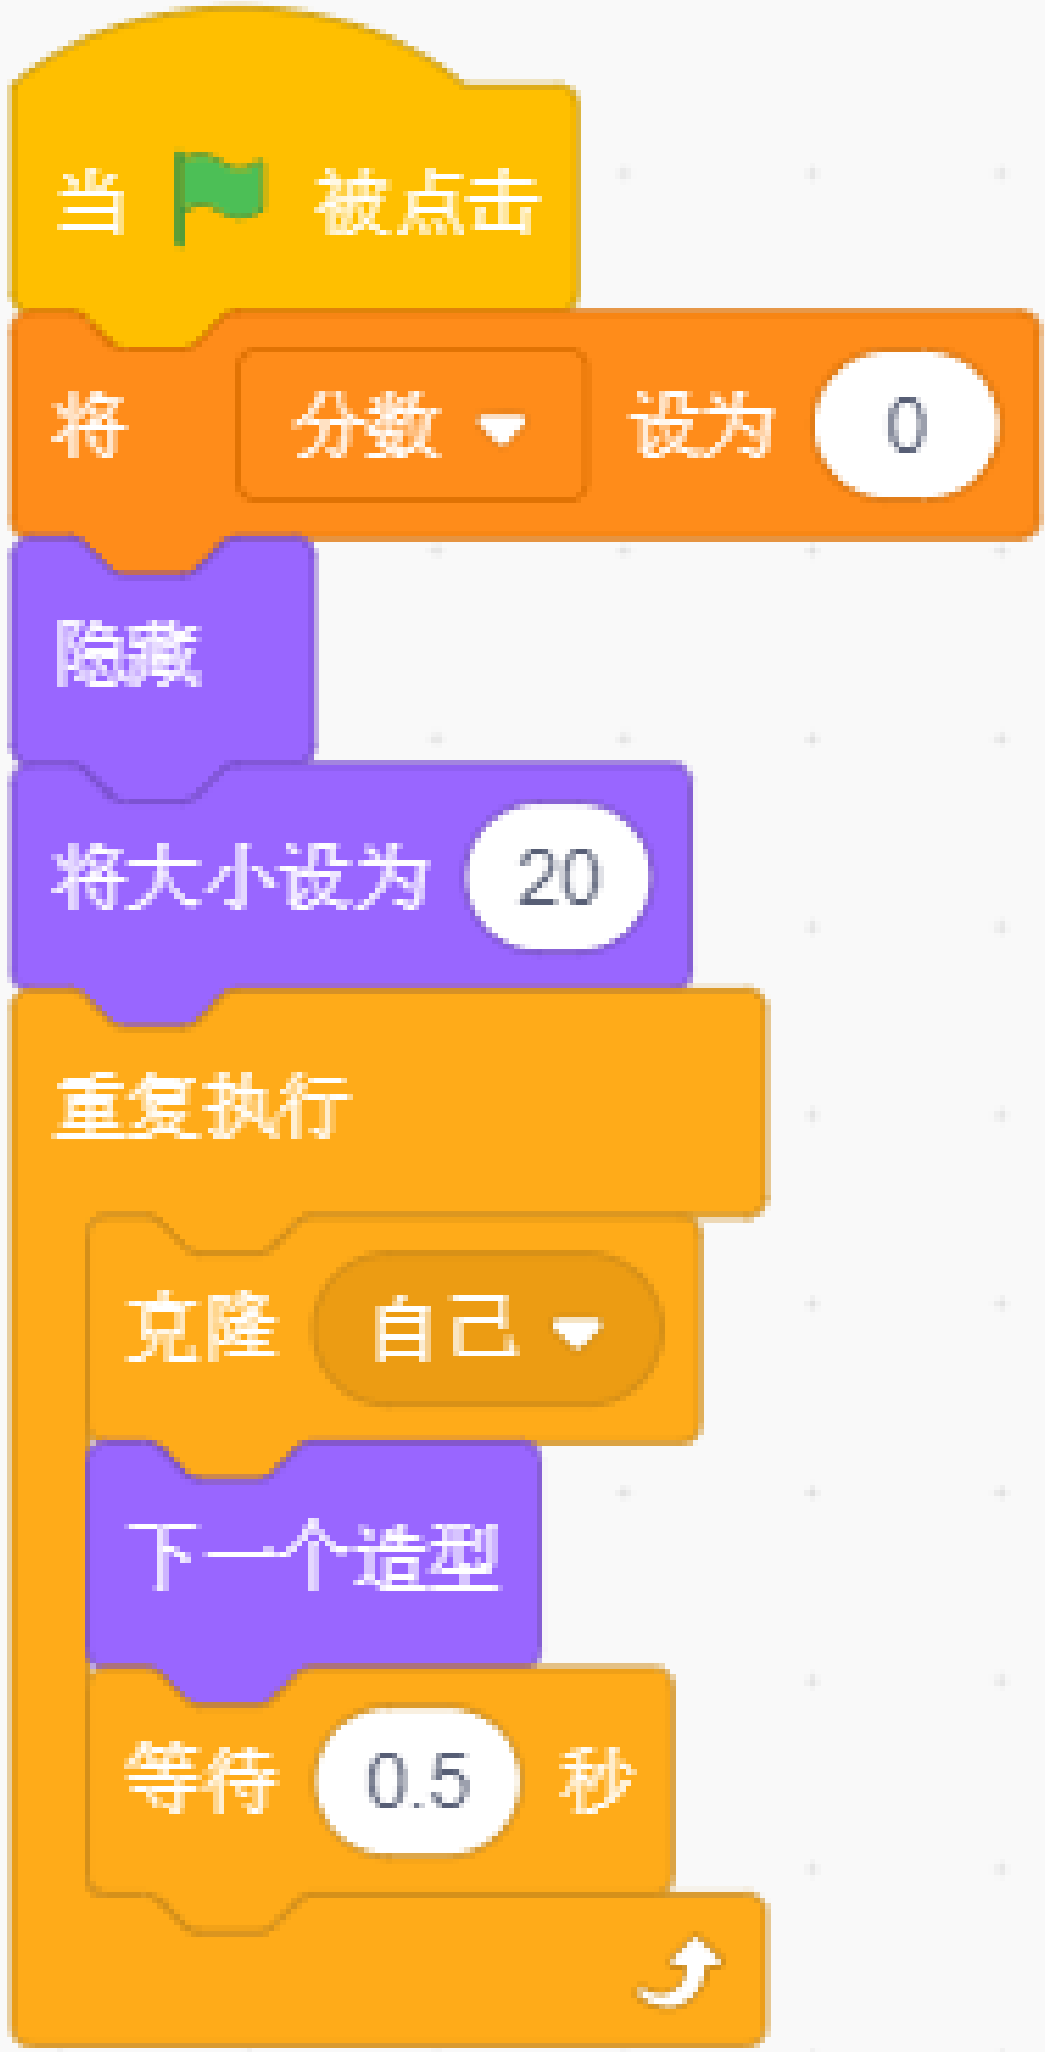 当 被点击
将 分数 设为 0
隐藏
将大小设为 20
重复执行
克隆 自己
下一个造型
等待 0.5 秒